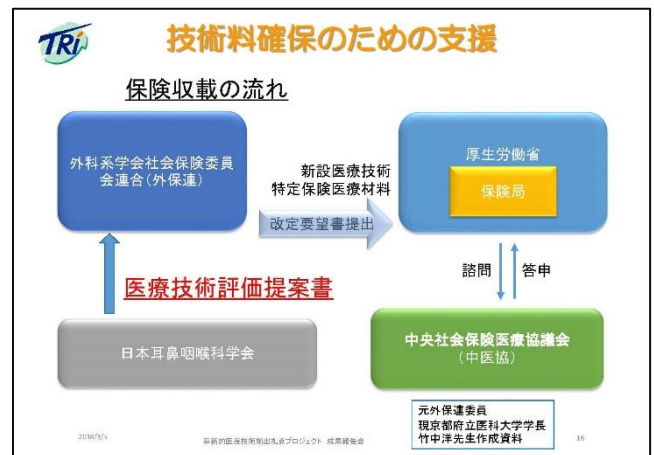 TRi
技術料確保のための支援
保険収載の流れ
外科系学会社会保険委員
会連合(外保連)
新設医療技術
特定保険医療材料
改定要望書提出
厚生労働省
保険局
諮問
答申
医療技術評価提案書
日本耳鼻咽喉科学会
中央社会保険医療協議会
(中医協)
元外保連委員
現京都府立医科大学学長
竹中洋先生作成資料
革新的医療技術創出拠点プロジェクト 成果報告会
16